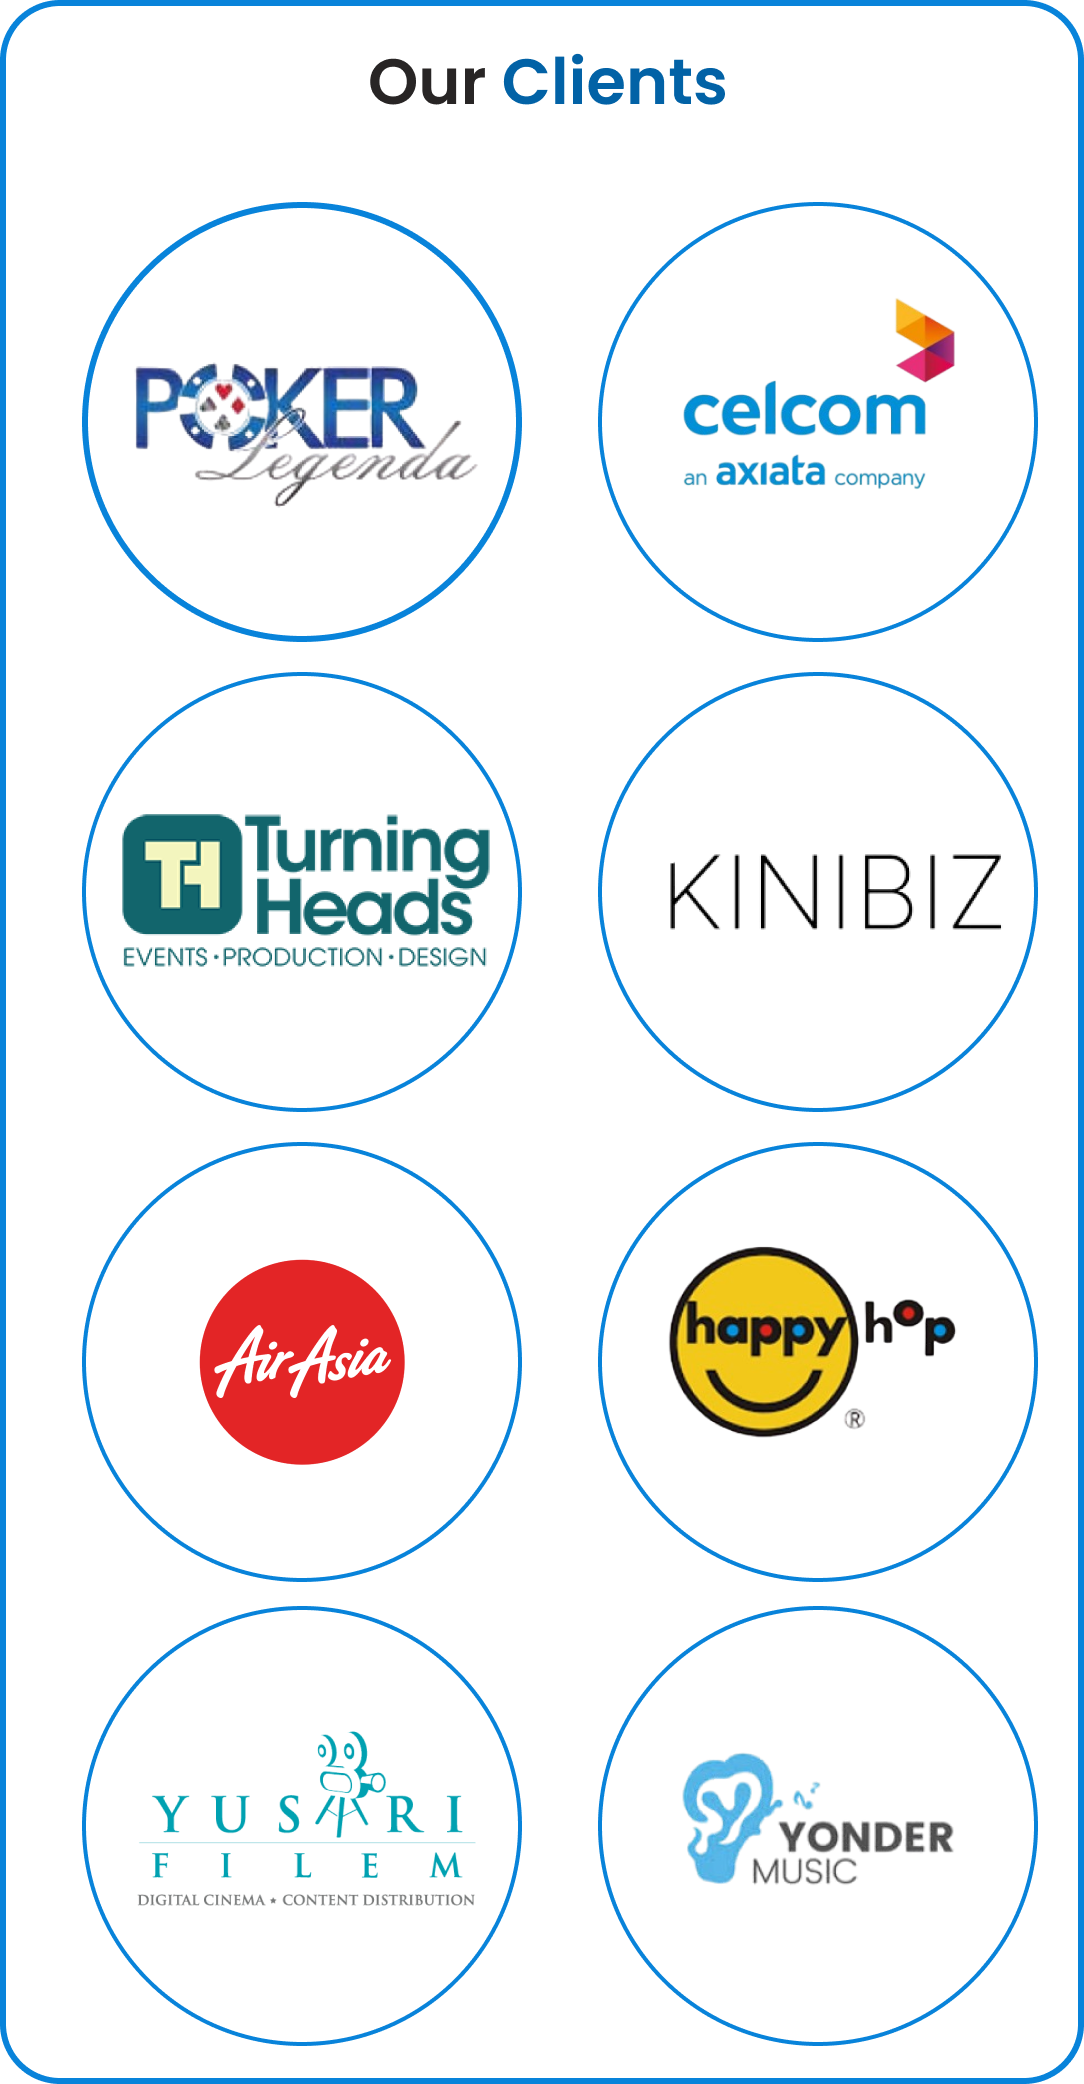 Our Clients
POKER
Legenda
celcom
an axiata company
TH
Turning
Heads
EVENTS · PRODUCTION · DESIGN
KINIBIZ
AirAsia
happy hop
®
YUSARI
FILEM
DIGITAL CINEMA ★ CONTENT DISTRIBUTION
YONDER
MUSIC